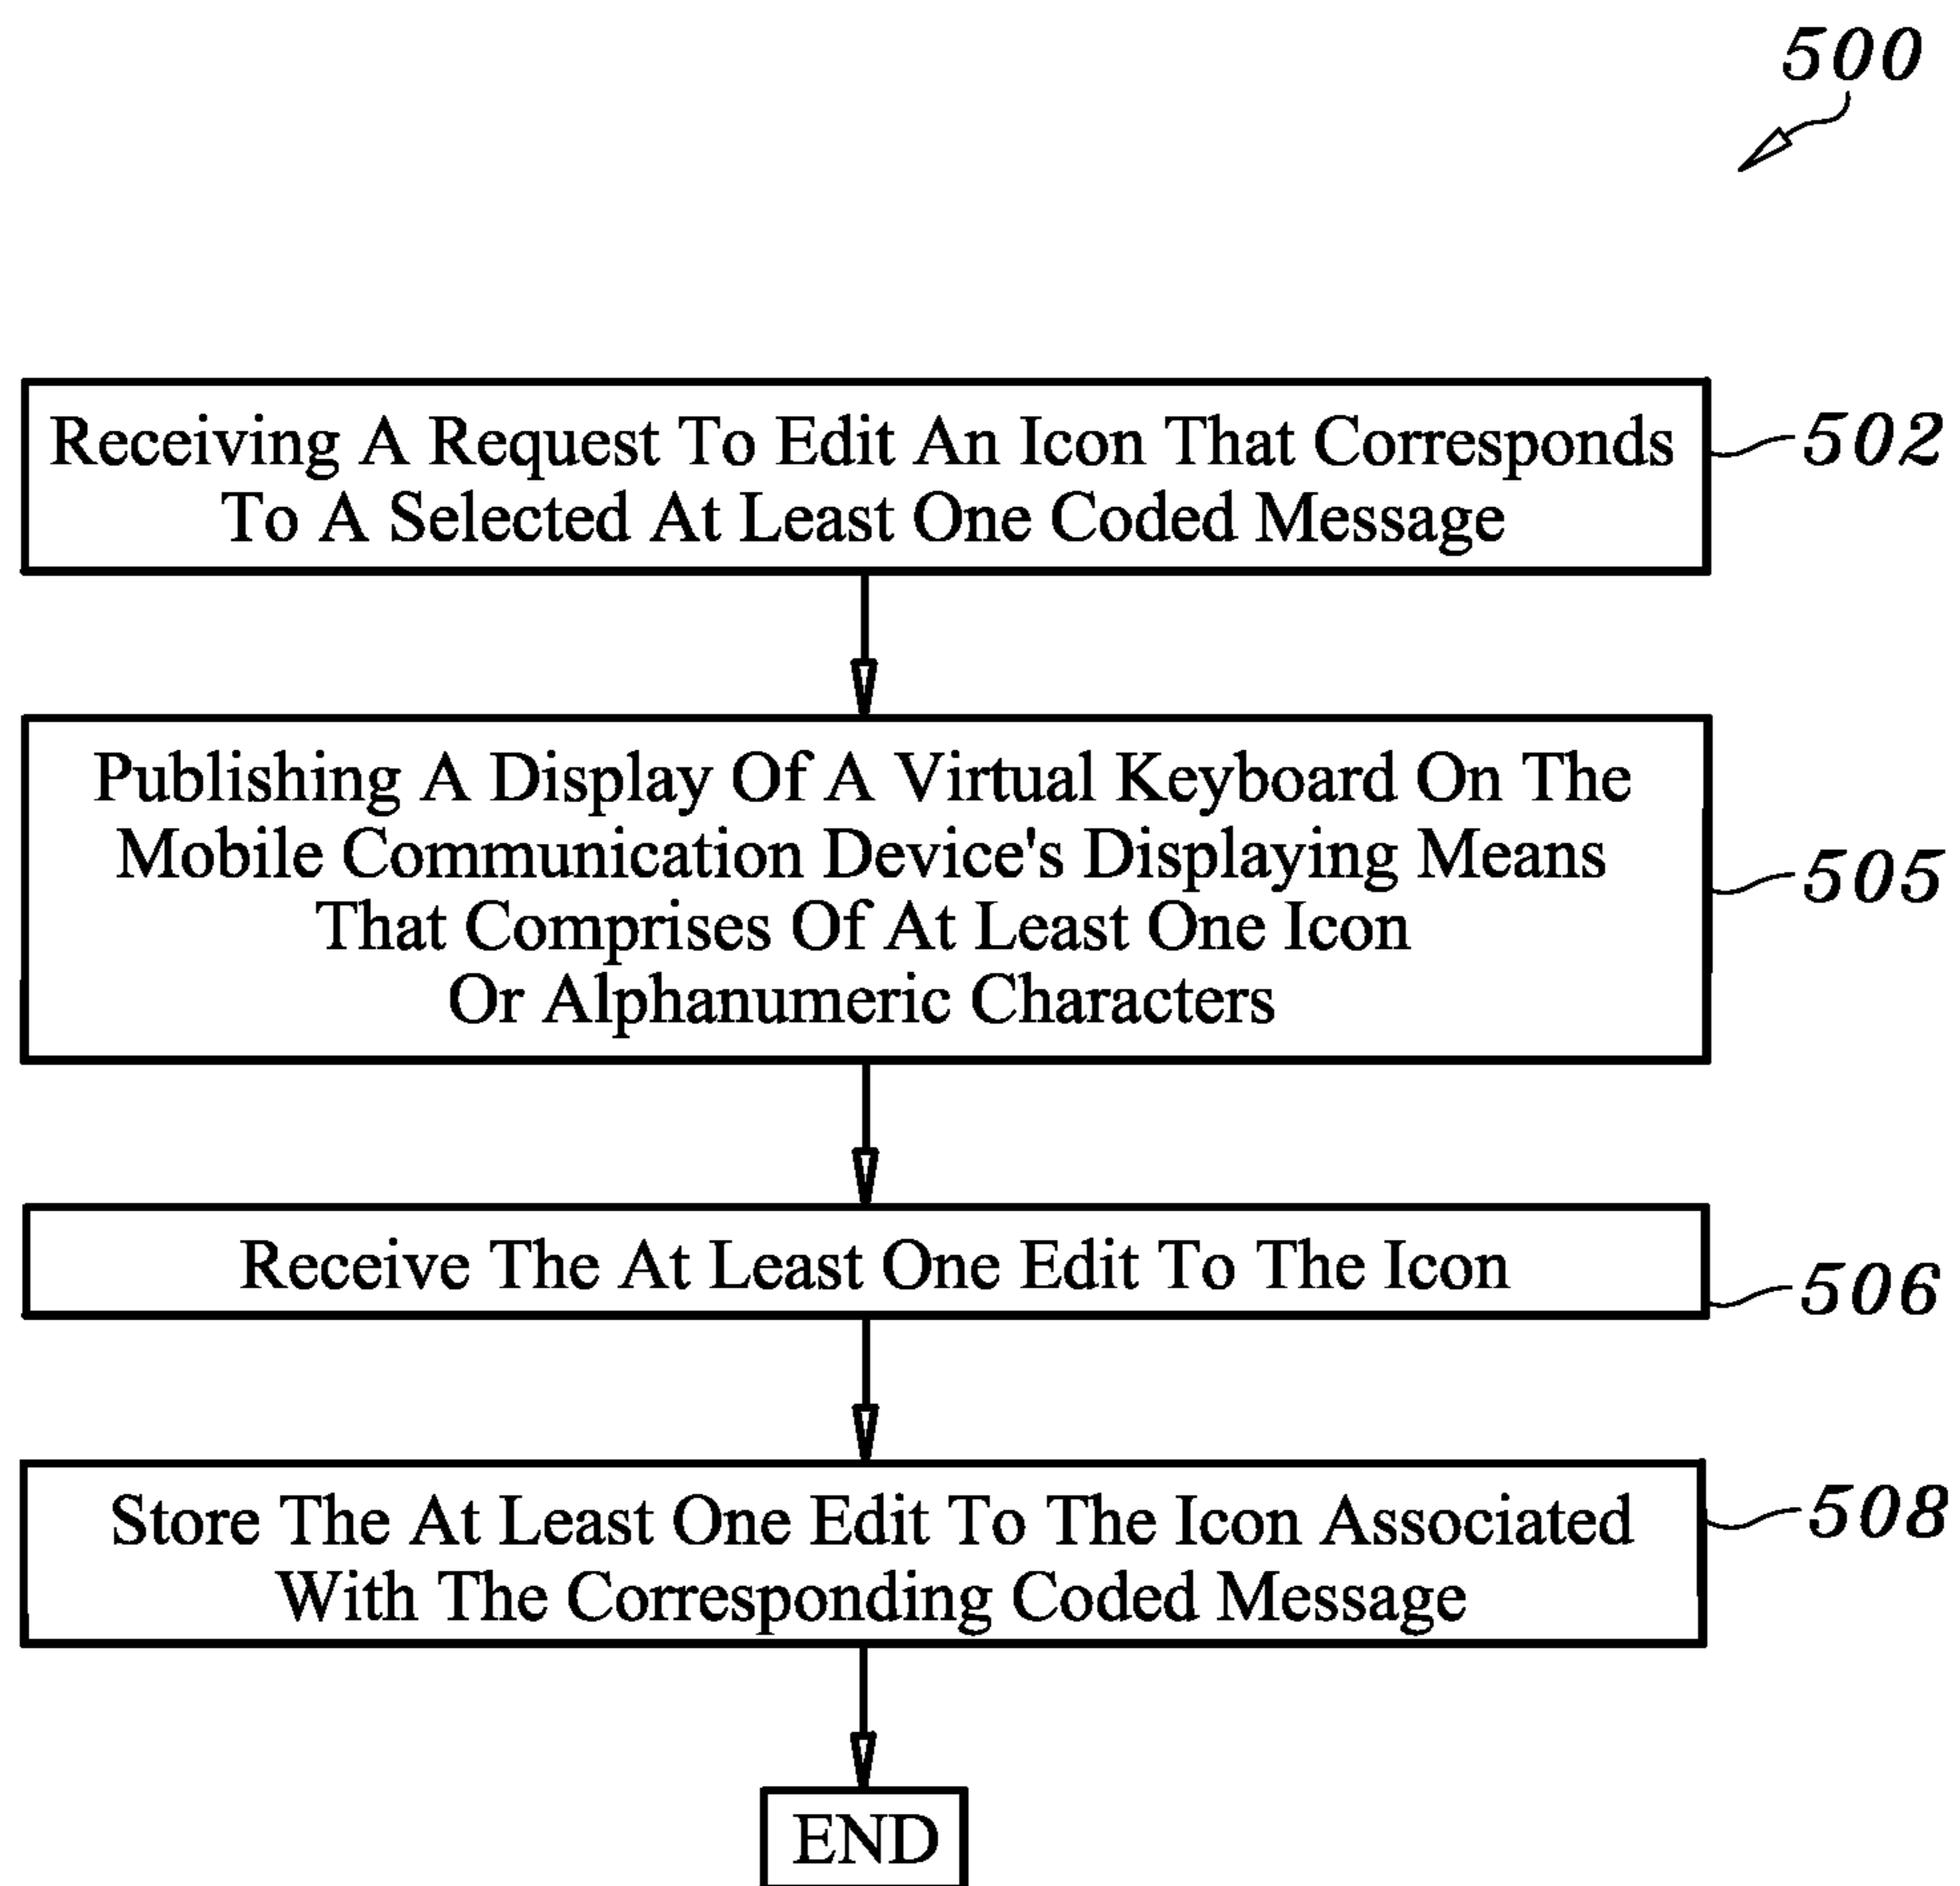 500
Receiving A Request To Edit An Icon That Corresponds
To A Selected At Least One Coded Message
502
Publishing A Display Of A Virtual Keyboard On The
Mobile Communication Device's Displaying Means
That Comprises Of At Least One Icon
Or Alphanumeric Characters
505
Receive The At Least One Edit To The Icon
506
Store The At Least One Edit To The Icon Associated
With The Corresponding Coded Message
508
END